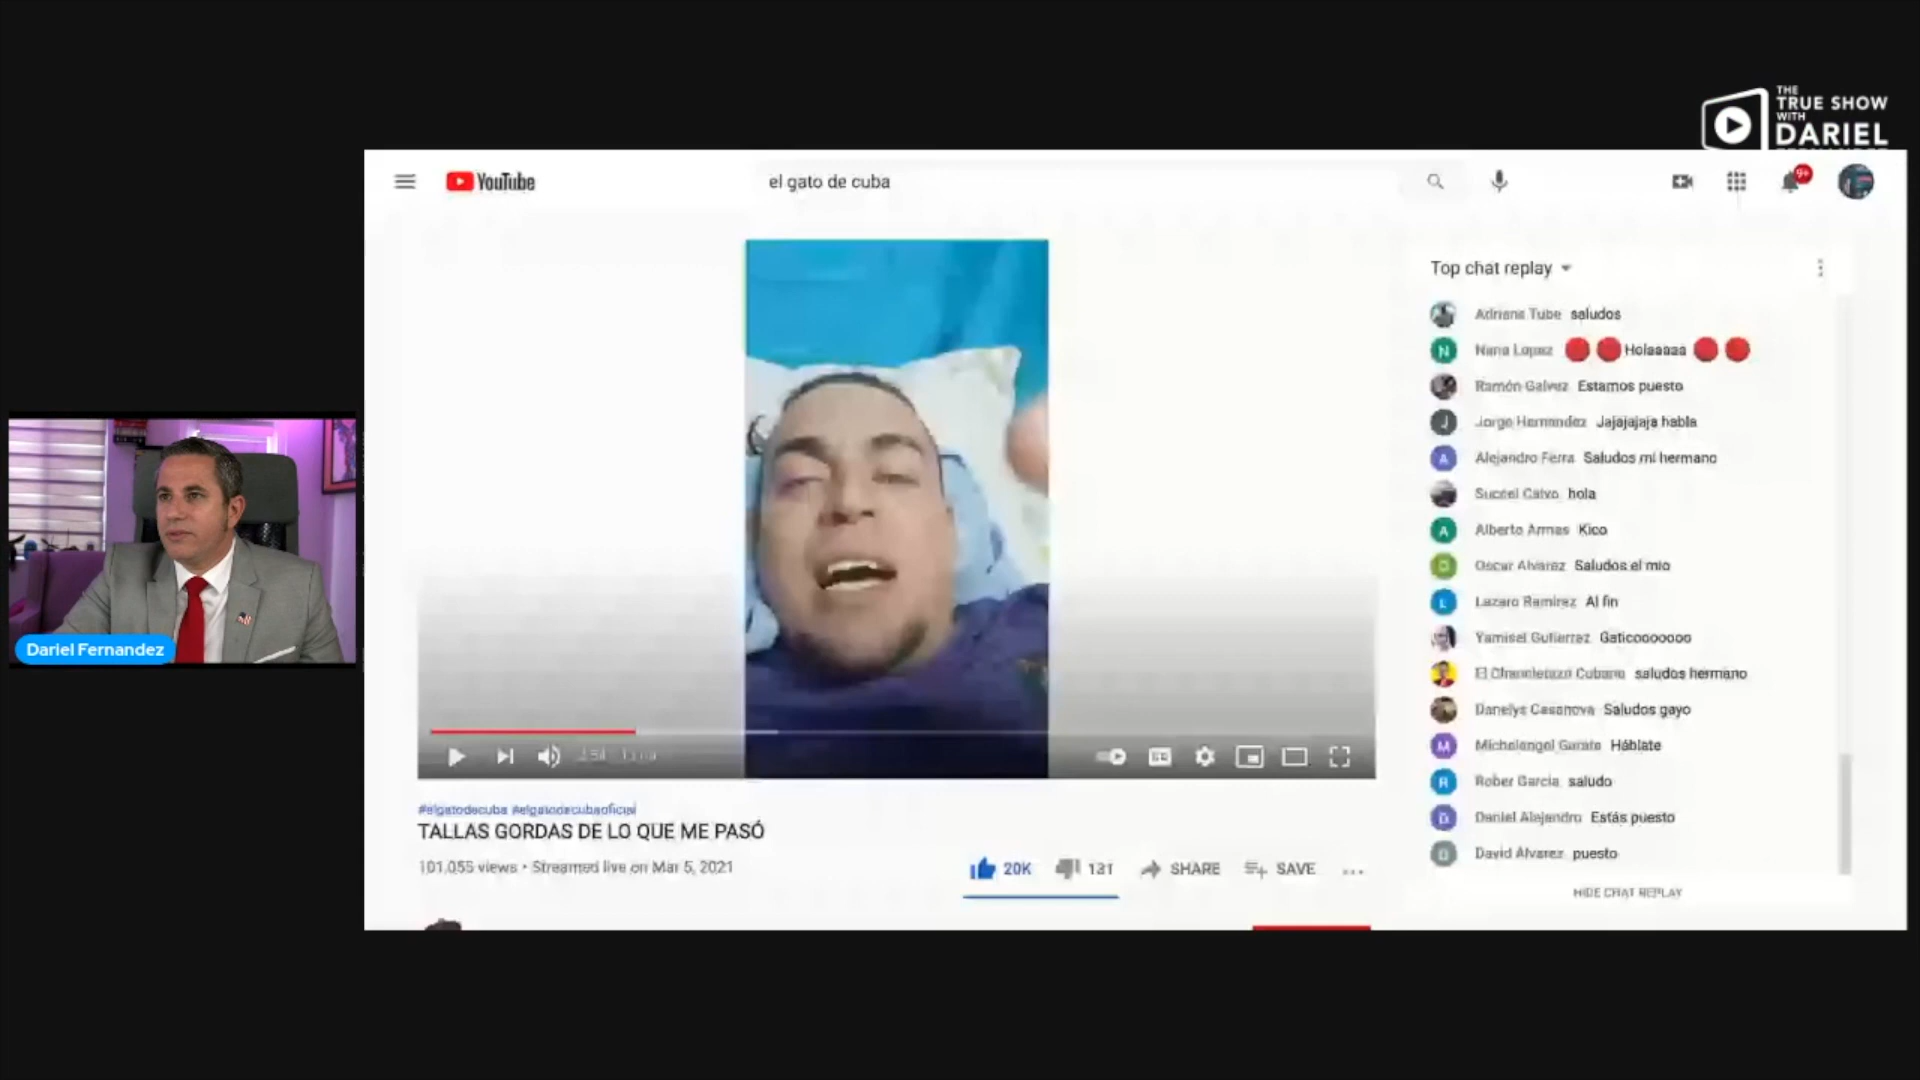 THE
TRUE SHOW
WITH
DARIEL
YouTube
el gato de cuba
9+
Top chat replay
Adriana Tube saludos
N Nana Lopez Holaaaaa
Ramón Galvez Estamos puesto
J Jorge Hernandez Jajajajaja habla
A Alejandro Ferra Saludos mi hermano
Calvo hola
A Alberto Armas Kico
O Oscar Alvarez Saludos el mio
L Lazaro Ramirez Al fin
Yamisel Gutierrez Gaticooooooo
El Cubano saludos hermano
Danelys Casanova Saludos gayo
M Michelangel Háblate
R Rober Garcia saludo
D Daniel Alejandro Estás puesto
D David Alvarez puesto
HIDE CHAT REPLAY
Dariel Fernandez
#elgatodecuba #elgatodecubaoficial
TALLAS GORDAS DE LO QUE ME PASÓ
101,055 views • Streamed live on Mar 5, 2021
20K 131 SHARE SAVE